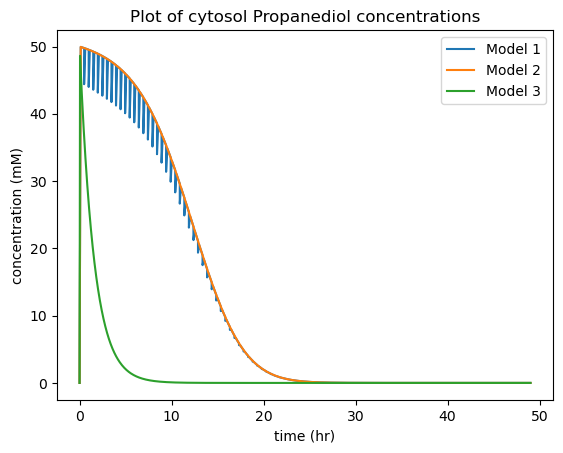 Plot of cytosol Propanediol concentrations
Model 1
Model 2
Model 3
concentration (mM)
50
40
30
20
10
0
0 10 20 30 40 50
time (hr)